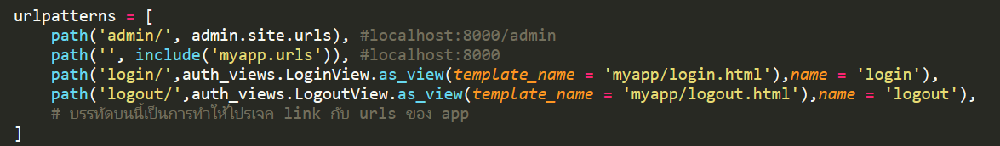 urlpatterns = [
path('admin/', admin.site.urls), #localhost:8000/admin
path('', include('myapp.urls')), #localhost:8000
path('login/',auth_views.LoginView.as_view(template_name = 'myapp/login.html'),name = 'login'),
path('logout/',auth_views.LogoutView.as_view(template_name = 'myapp/logout.html'),name = 'logout'),
# บรรทัดบนนี้เป็นการทำให้โปรเจค link กับ urls ของ app
]